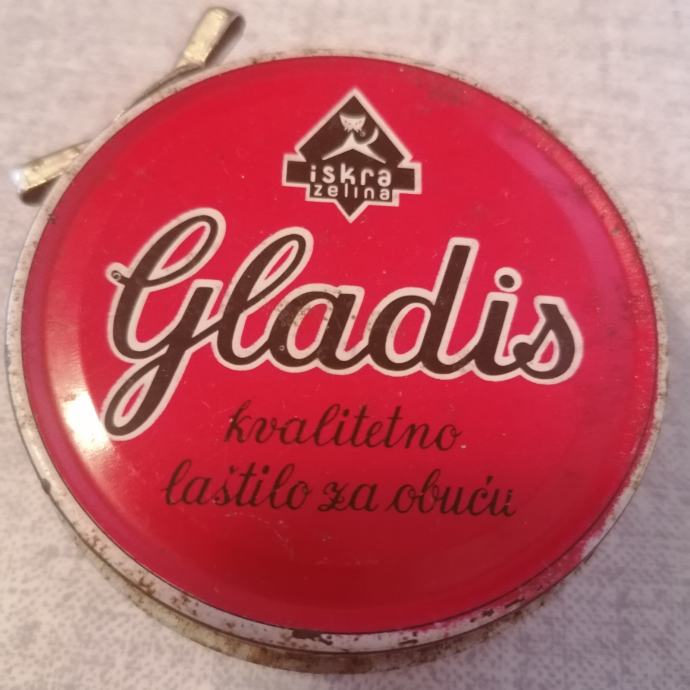 iskra
zelina
Gladis
kvalitetno
laštilo za obuću